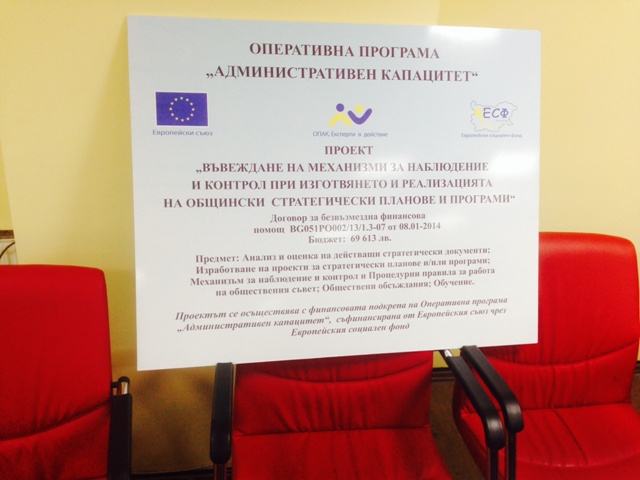 ОПЕРАТИВНА ПРОГРАМА
„АДМИНИСТРАТИВЕН КАПАЦИТЕТ“
Европейски съюз
ОПАК. Експерти в действие
ЕСФ
Европейски социален фонд
ПРОЕКТ
„ВЪВЕЖДАНЕ НА МЕХАНИЗМИ ЗА НАБЛЮДЕНИЕ
И КОНТРОЛ ПРИ ИЗГОТВЯНЕТО И РЕАЛИЗАЦИЯТА
НА ОБЩИНСКИ СТРАТЕГИЧЕСКИ ПЛАНОВЕ И ПРОГРАМИ“
Договор за безвъзмездна финансова
помощ BG051PO002/13/1.3-07 от 08.01-2014
Бюджет: 69 613 лв.
Предмет: Анализ и оценка на действащи стратегически документи;
Изработване на проекти за стратегически планове и/или програми;
Механизъм за наблюдение и контрол и Процедурни правила за работа
на обществения съвет; Обществени обсъждания; Обучение.
Проектът се осъществява с финансовата подкрепа на Оперативна програма
„Административен капацитет“, съфинансирана от Европейския съюз чрез
Европейския социален фонд